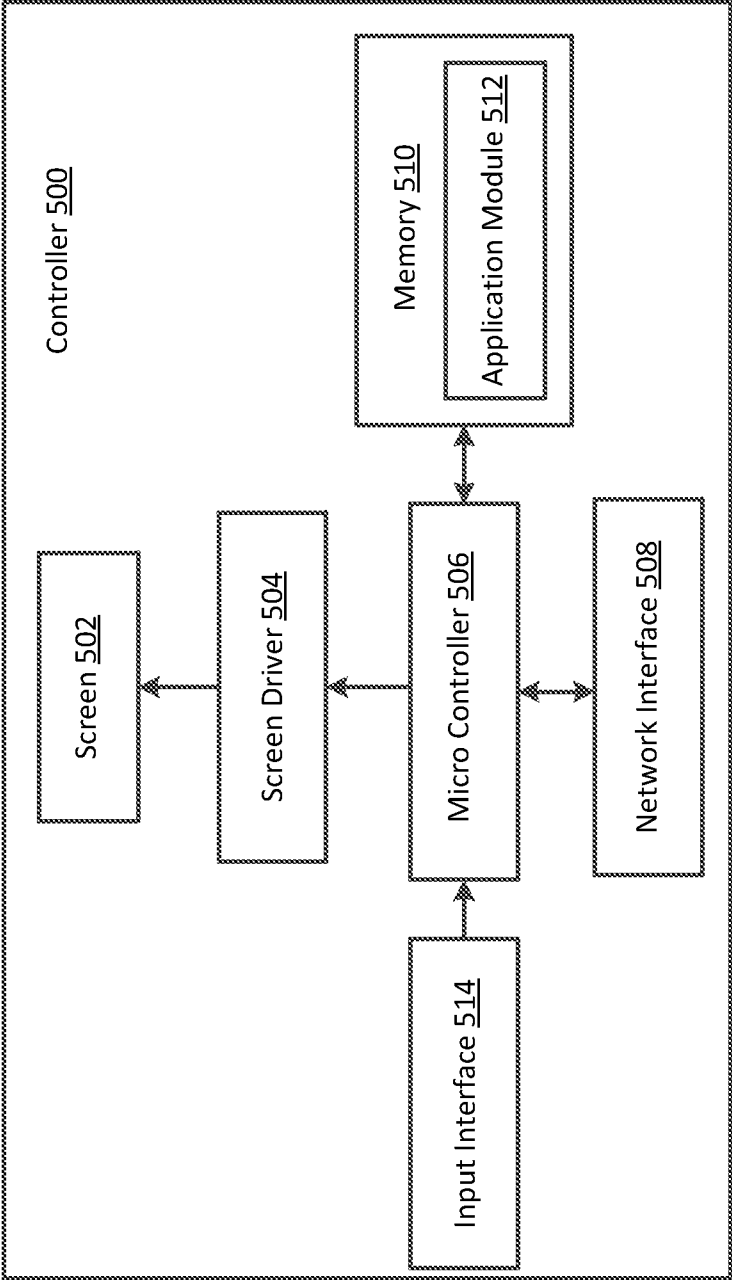 Controller 500
Screen 502
Screen Driver 504
Input Interface 514
Micro Controller 506
Memory 510
Application Module 512
Network Interface 508